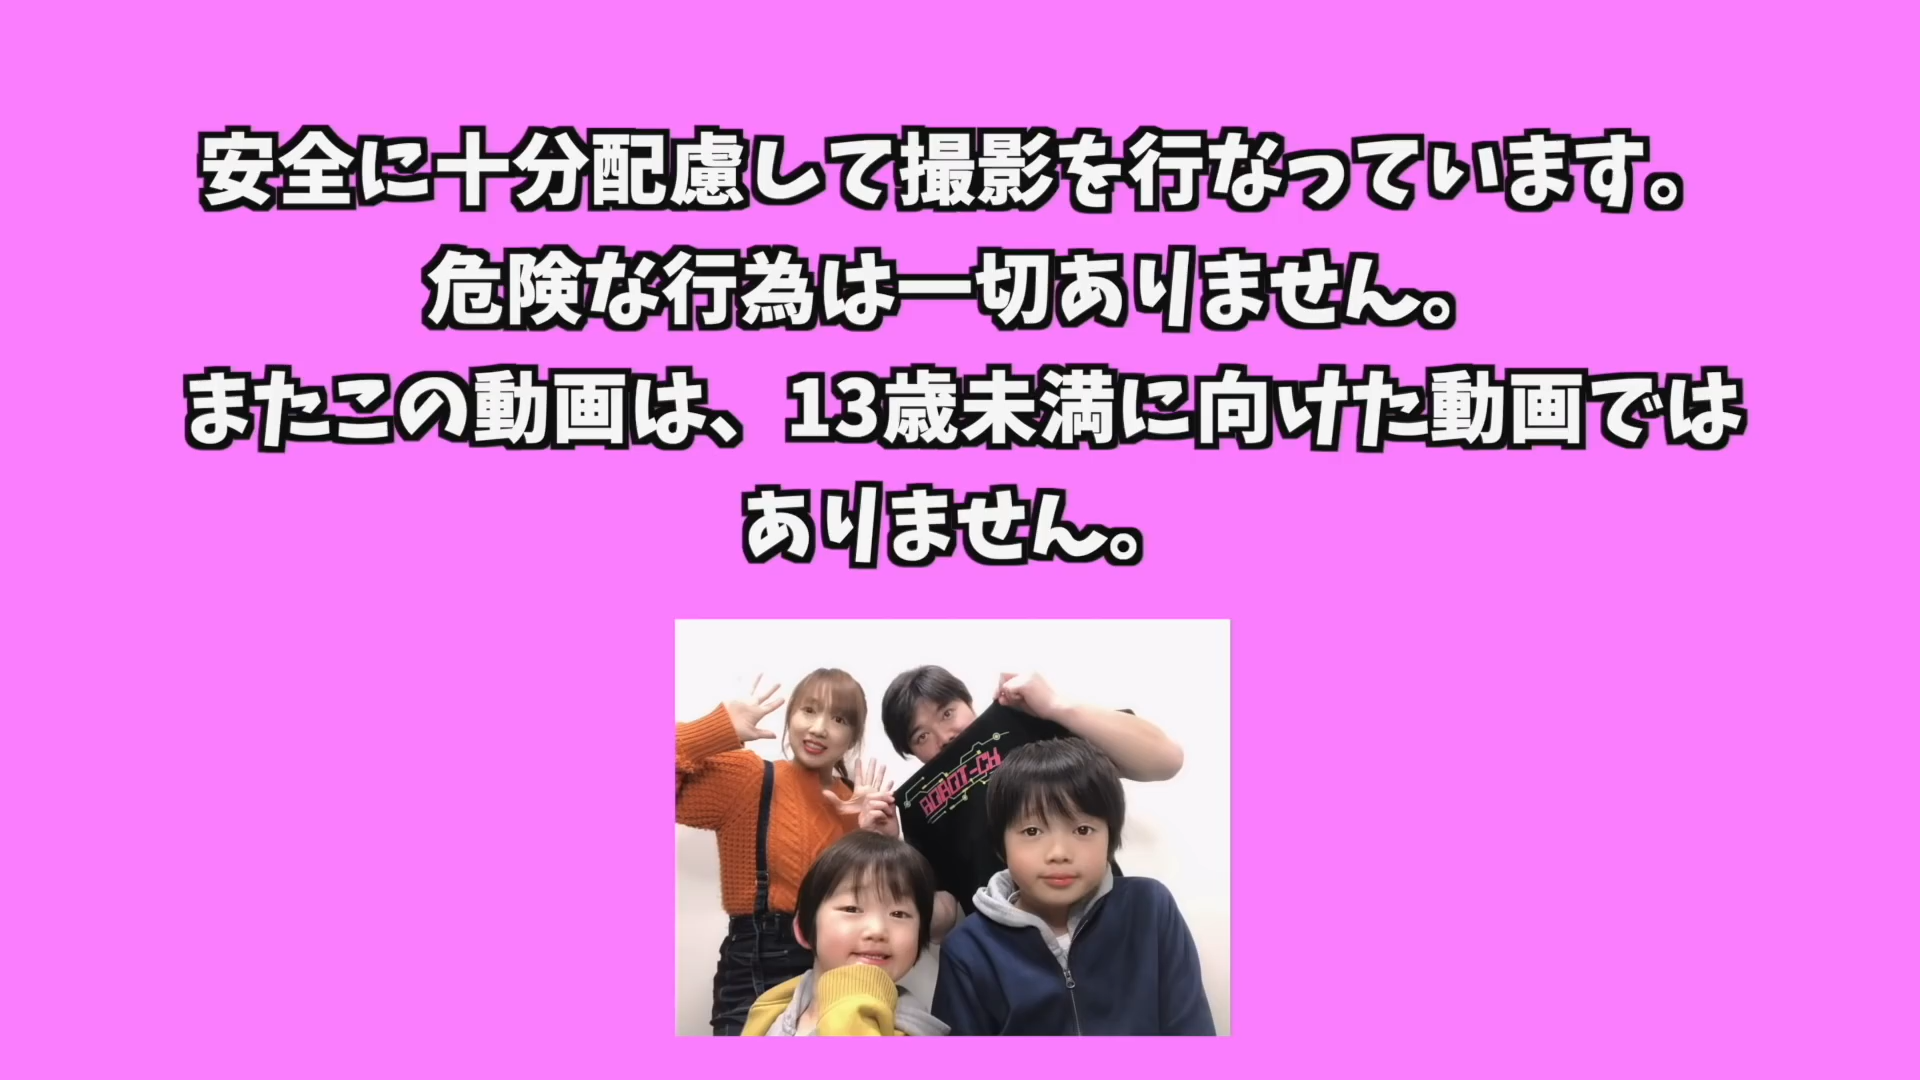 安全に十分配慮して撮影を行なっています。
危険な行為は一切ありません。
またこの動画は、13歳未満に向けた動画では
ありません。
ROBOT-CH